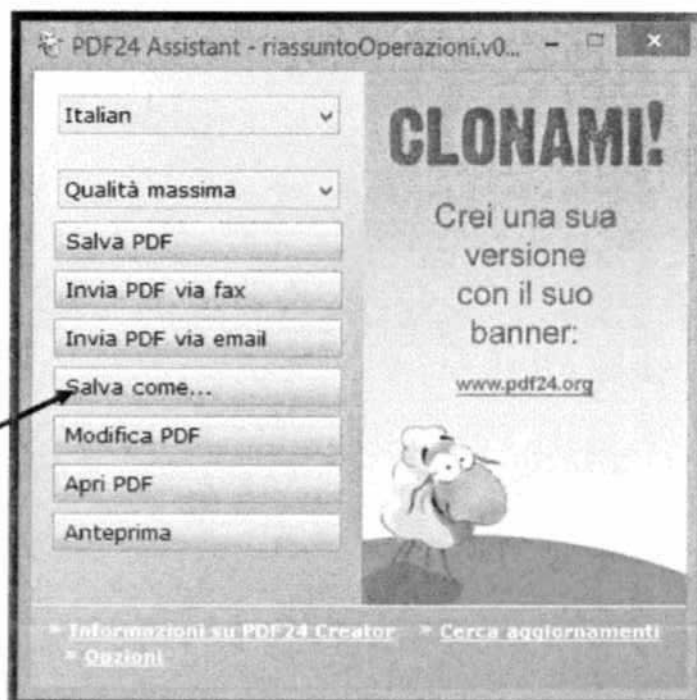 PDF24 Assistant - riassuntoOperazioni.v0...
Italian
Qualità massima
Salva PDF
Invia PDF via fax
Invia PDF via email
Salva come...
Modifica PDF
Apri PDF
Anteprima
CLONAMI!
Crei una sua
versione
con il suo
banner:
www.pdf24.org
» Informazioni su PDF24 Creator » Cerca aggiornamenti
» Opzioni